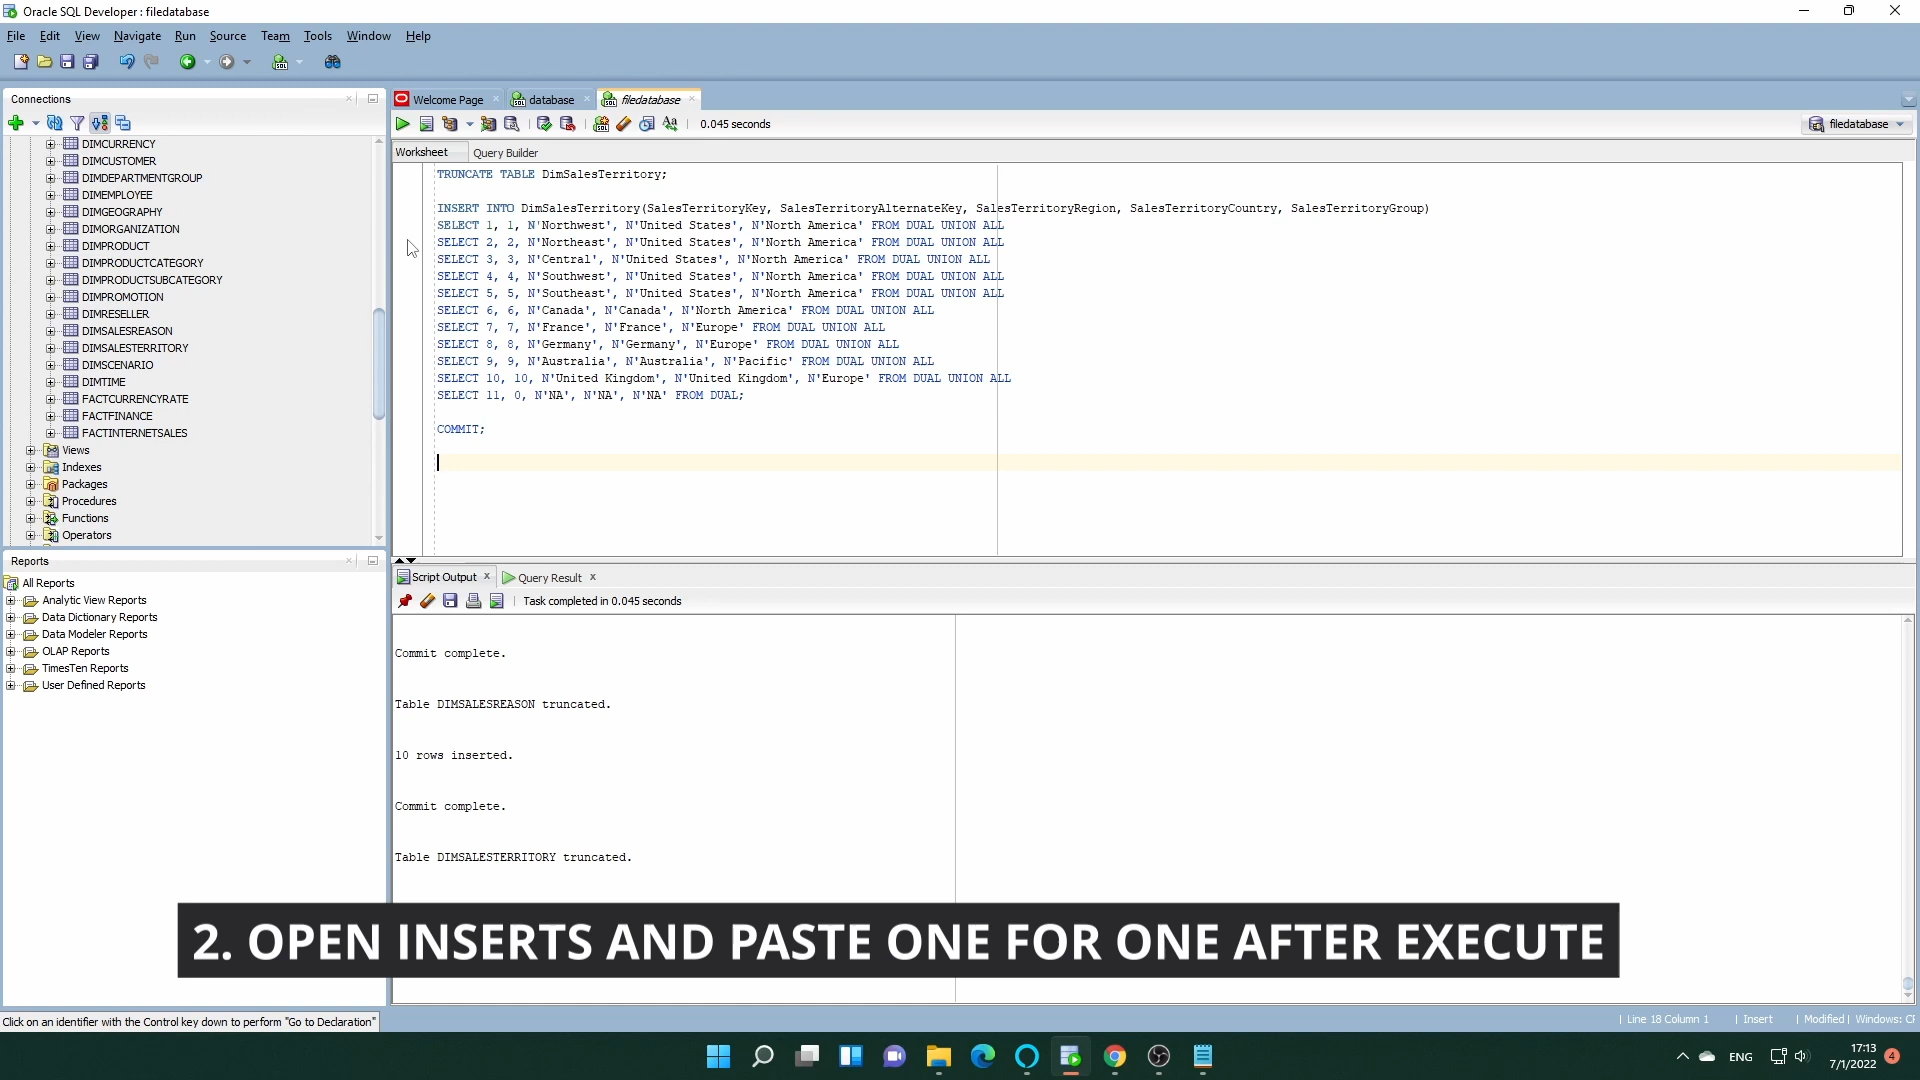 Oracle SQL Developer : filedatabase
File Edit View Navigate Run Source Team Tools Window Help
Connections
DIMCURRENCY
DIMCUSTOMER
DIMDEPARTMENTGROUP
DIMEMPLOYEE
DIMGEOGRAPHY
DIMORGANIZATION
DIMPRODUCT
DIMPRODUCTCATEGORY
DIMPRODUCTSUBCATEGORY
DIMPROMOTION
DIMRESELLER
DIMSALESREASON
DIMSALESTERRITORY
DIMSCENARIO
DIMTIME
FACTCURRENCYRATE
FACTFINANCE
FACTINTERNETSALES
Views
Indexes
Packages
Procedures
Functions
Operators
Reports
All Reports
Analytic View Reports
Data Dictionary Reports
Data Modeler Reports
OLAP Reports
TimesTen Reports
User Defined Reports
Welcome Page database filedatabase
0.045 seconds
filedatabase
Worksheet Query Builder
TRUNCATE TABLE DimSalesTerritory;
INSERT INTO DimSalesTerritory(SalesTerritoryKey, SalesTerritoryAlternateKey, SalesTerritoryRegion, SalesTerritoryCountry, SalesTerritoryGroup)
SELECT 1, 1, N'Northwest', N'United States', N'North America' FROM DUAL UNION ALL
SELECT 2, 2, N'Northeast', N'United States', N'North America' FROM DUAL UNION ALL
SELECT 3, 3, N'Central', N'United States', N'North America' FROM DUAL UNION ALL
SELECT 4, 4, N'Southwest', N'United States', N'North America' FROM DUAL UNION ALL
SELECT 5, 5, N'Southeast', N'United States', N'North America' FROM DUAL UNION ALL
SELECT 6, 6, N'Canada', N'Canada', N'North America' FROM DUAL UNION ALL
SELECT 7, 7, N'France', N'France', N'Europe' FROM DUAL UNION ALL
SELECT 8, 8, N'Germany', N'Germany', N'Europe' FROM DUAL UNION ALL
SELECT 9, 9, N'Australia', N'Australia', N'Pacific' FROM DUAL UNION ALL
SELECT 10, 10, N'United Kingdom', N'United Kingdom', N'Europe' FROM DUAL UNION ALL
SELECT 11, 0, N'NA', N'NA', N'NA' FROM DUAL;
COMMIT;
Script Output Query Result
Task completed in 0.045 seconds
Commit complete.
Table DIMSALESREASON truncated.
10 rows inserted.
Commit complete.
Table DIMSALESTERRITORY truncated.
2. OPEN INSERTS AND PASTE ONE FOR ONE AFTER EXECUTE
Click on an identifier with the Control key down to perform "Go to Declaration"
Line 18 Column 1 Insert Modified Windows: CF
ENG
17:13
7/1/2022
4